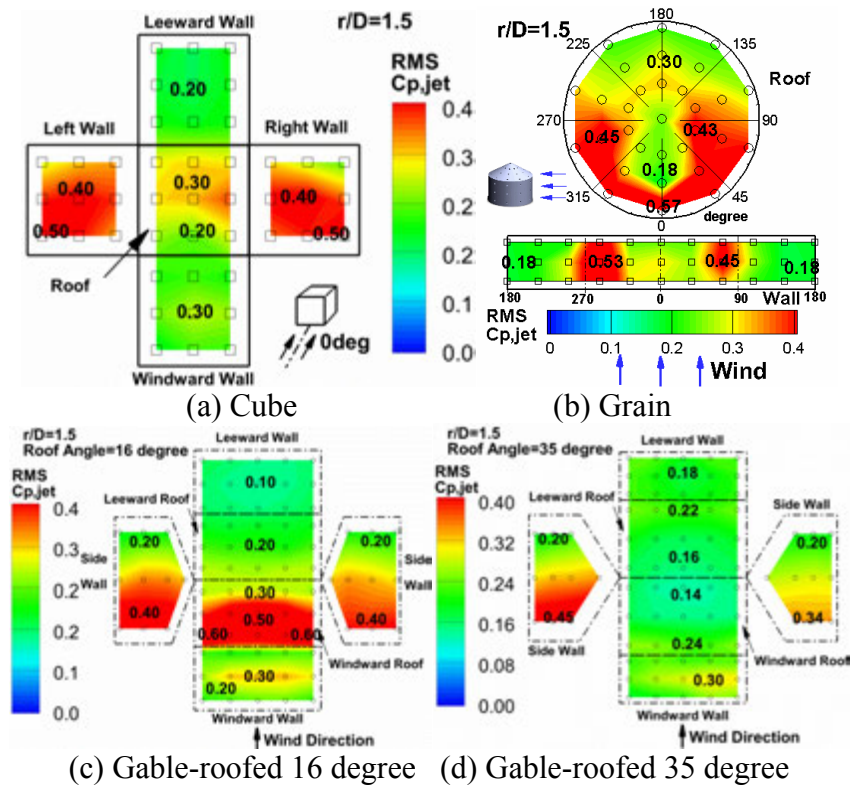 Leeward Wall
r/D=1.5
RMS
Cp,jet
0.4
0.3
0.2
0.2
0.1
0.0
0.20
Left Wall
Right Wall
0.40
0.30
0.40
0.50
0.20
0.50
Roof
0.30
0deg
Windward Wall
(a) Cube
r/D=1.5
180
225
135
0.30
Roof
270
90
0.45
0.43
0.18
315
45
0.57
degree
0
0.18
0.53
0.45
0.18
180
270
0
90
180
Wall
RMS
Cp,jet
0
0.1
0.2
0.3
0.4
Wind
(b) Grain
r/D=1.5
Roof Angle=16 degree
Leeward Wall
RMS
Cp,jet
0.4
0.3
0.2
0.2
0.1
0.0
0.10
Leeward Roof
0.20
0.20
0.20
Side
Wall
Side
Wall
0.30
0.40
0.50
0.40
0.60
0.60
Windward Roof
0.30
0.20
Windward Wall
Wind Direction
(c) Gable-roofed 16 degree
r/D=1.5
Roof Angle=35 degree
Leeward Wall
RMS
Cp,jet
0.40
0.32
0.24
0.16
0.08
0.00
0.18
Leeward Roof
0.22
Side Wall
0.20
0.16
0.20
0.14
0.45
0.34
0.24
Side Wall
Windward Roof
0.30
Windward Wall
Wind Direction
(d) Gable-roofed 35 degree